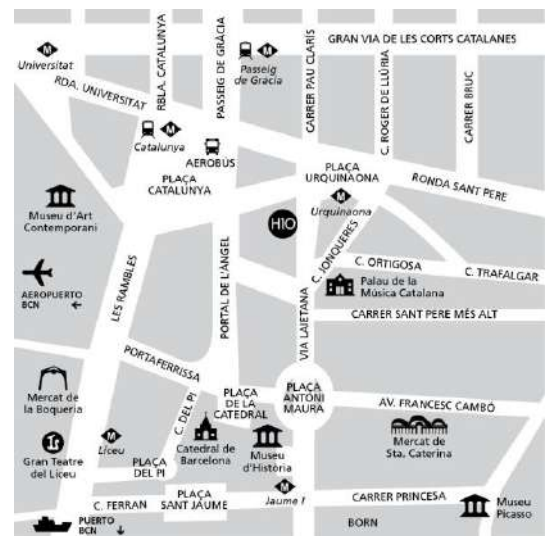 GRAN VIA DE LES CORTS CATALANES
M
Universitat
M
Passeig
de Gràcia
RDA. UNIVERSITAT
RBLA. CATALUNYA
PASSEIG DE GRÀCIA
CARRER PAU CLARIS
C. ROGER DE LLÚRIA
CARRER BRUC
M
Catalunya
AEROBÚS
PLAÇA
CATALUNYA
PLAÇA
URQUINAONA
RONDA SANT PERE
M
Urquinaona
Museu d'Art
Contemporani
H10
C. JONQUERES
C. ORTIGOSA
C. TRAFALGAR
Palau de la
Música Catalana
AEROPUERTO
BCN
LES RAMBLES
PORTAL DE L'ÀNGEL
VIA LAIETANA
CARRER SANT PERE MÉS ALT
PORTAFERRISSA
Mercat de
la Boqueria
C. DEL PI
PLAÇA
DE LA
CATEDRAL
PLAÇA
ANTONI
MAURA
AV. FRANCESC CAMBÓ
M
Liceu
Gran Teatre
del Liceu
PLAÇA
DEL PI
Catedral de
Barcelona
Museu
d'Història
Mercat de
Sta. Caterina
C. FERRAN
PLAÇA
SANT JAUME
M
Jaume I
CARRER PRINCESA
Museu
Picasso
PUERTO
BCN
BORN